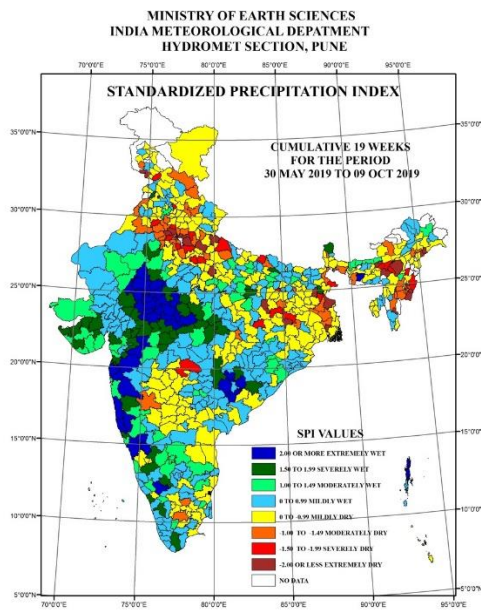 MINISTRY OF EARTH SCIENCES
INDIA METEOROLOGICAL DEPATMENT
HYDROMET SECTION, PUNE
70°0'0"E 75°0'0"E 80°0'0"E 85°0'0"E 90°0'0"E 95°0'0"E
STANDARDIZED PRECIPITATION INDEX
CUMULATIVE 19 WEEKS
FOR THE PERIOD
30 MAY 2019 TO 09 OCT 2019
35°0'0"N 35°0'0"N
30°0'0"N 30°0'0"N
25°0'0"N 25°0'0"N
20°0'0"N 20°0'0"N
15°0'0"N 15°0'0"N
10°0'0"N 10°0'0"N
5°0'0"N 5°0'0"N
SPI VALUES
2.00 OR MORE EXTREMELY WET
1.50 TO 1.99 SEVERELY WET
1.00 TO 1.49 MODERATELY WET
0 TO 0.99 MILDLY WET
0 TO -0.99 MILDLY DRY
-1.00 TO -1.49 MODERATELY DRY
-1.50 TO -1.99 SEVERELY DRY
-2.00 OR LESS EXTREMELY DRY
NO DATA
70°0'0"E 75°0'0"E 80°0'0"E 85°0'0"E 90°0'0"E 95°0'0"E